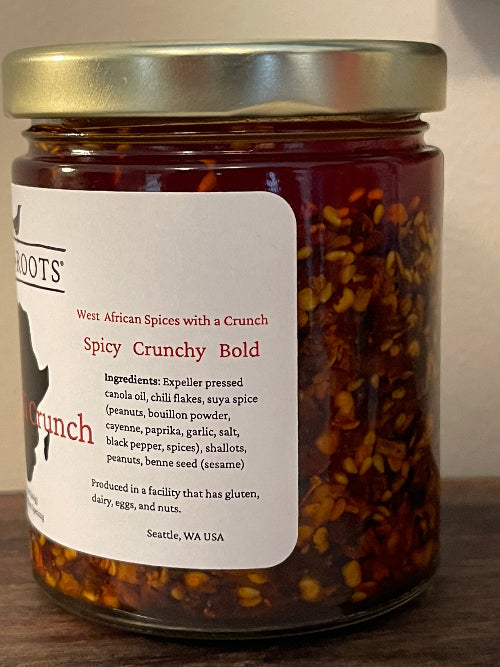 ROOTS®
West African Spices with a Crunch
Spicy Crunchy Bold
Crunch
Ingredients: Expeller pressed
canola oil, chili flakes, suya spice
(peanuts, bouillon powder,
cayenne, paprika, garlic, salt,
black pepper, spices), shallots,
peanuts, benne seed (sesame)
Produced in a facility that has gluten,
dairy, eggs, and nuts.
Seattle, WA USA